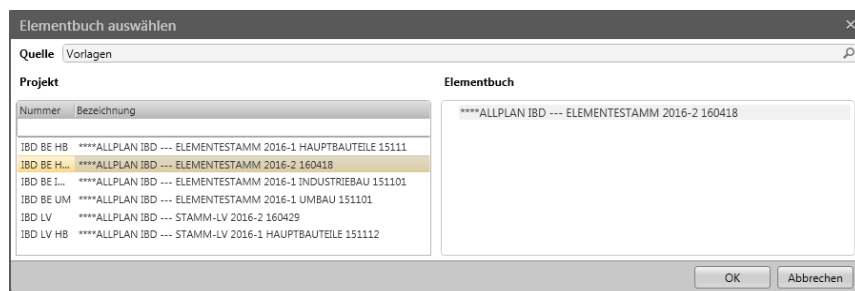 Elementbuch auswählen
Quelle Vorlagen
Projekt
Elementbuch
Nummer Bezeichnung
****ALLPLAN IBD --- ELEMENTESTAMM 2016-2 160418
IBD BE HB ****ALLPLAN IBD --- ELEMENTESTAMM 2016-1 HAUPTBAUTEILE 15111
IBD BE H... ****ALLPLAN IBD --- ELEMENTESTAMM 2016-2 160418
IBD BE I... ****ALLPLAN IBD --- ELEMENTESTAMM 2016-1 INDUSTRIEBAU 151101
IBD BE UM ****ALLPLAN IBD --- ELEMENTESTAMM 2016-1 UMBAU 151101
IBD LV ****ALLPLAN IBD --- STAMM-LV 2016-2 160429
IBD LV HB ****ALLPLAN IBD --- STAMM-LV 2016-1 HAUPTBAUTEILE 151112
OK Abbrechen